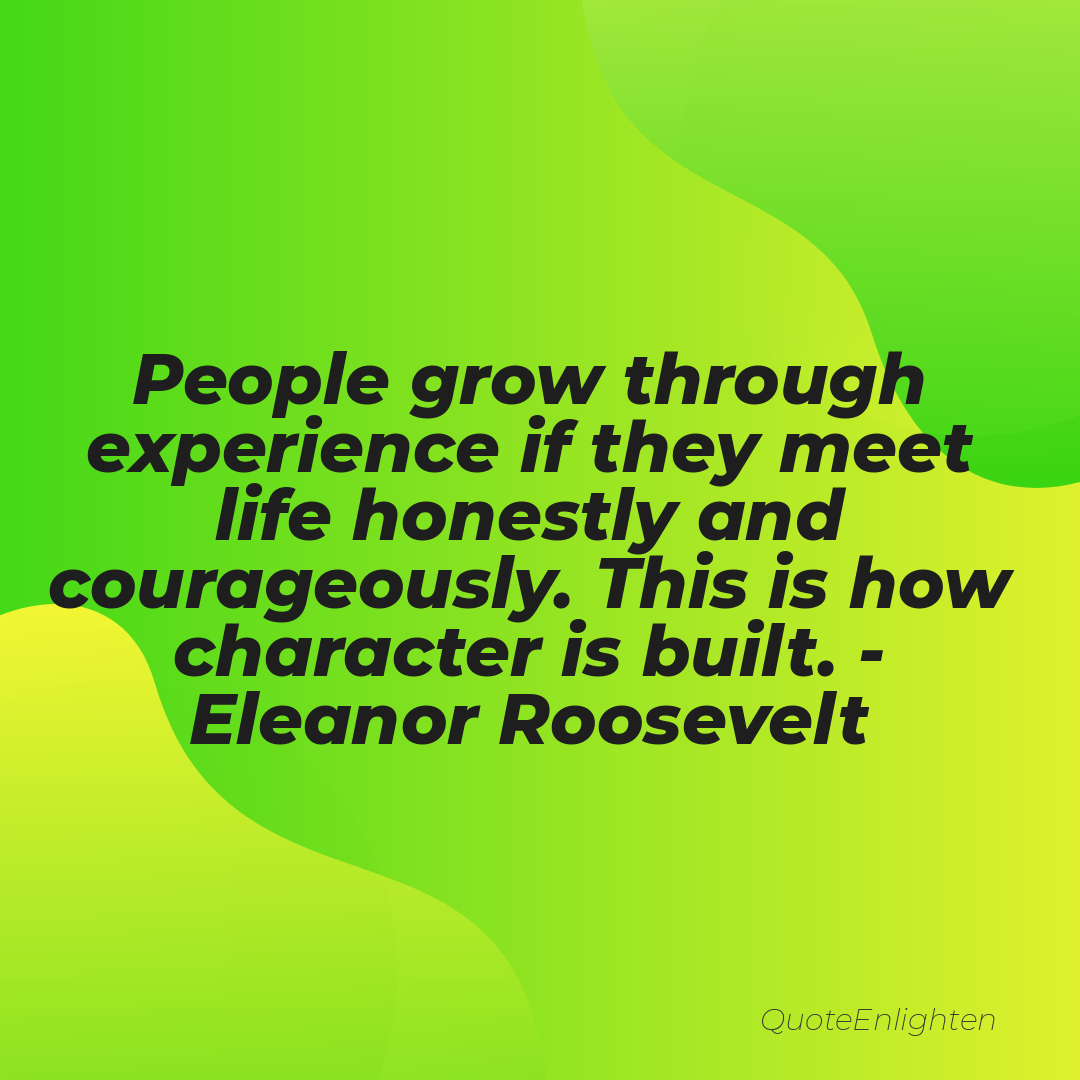 People grow through
experience if they meet
life honestly and
courageously. This is how
character is built. -
Eleanor Roosevelt
QuoteEnlighten